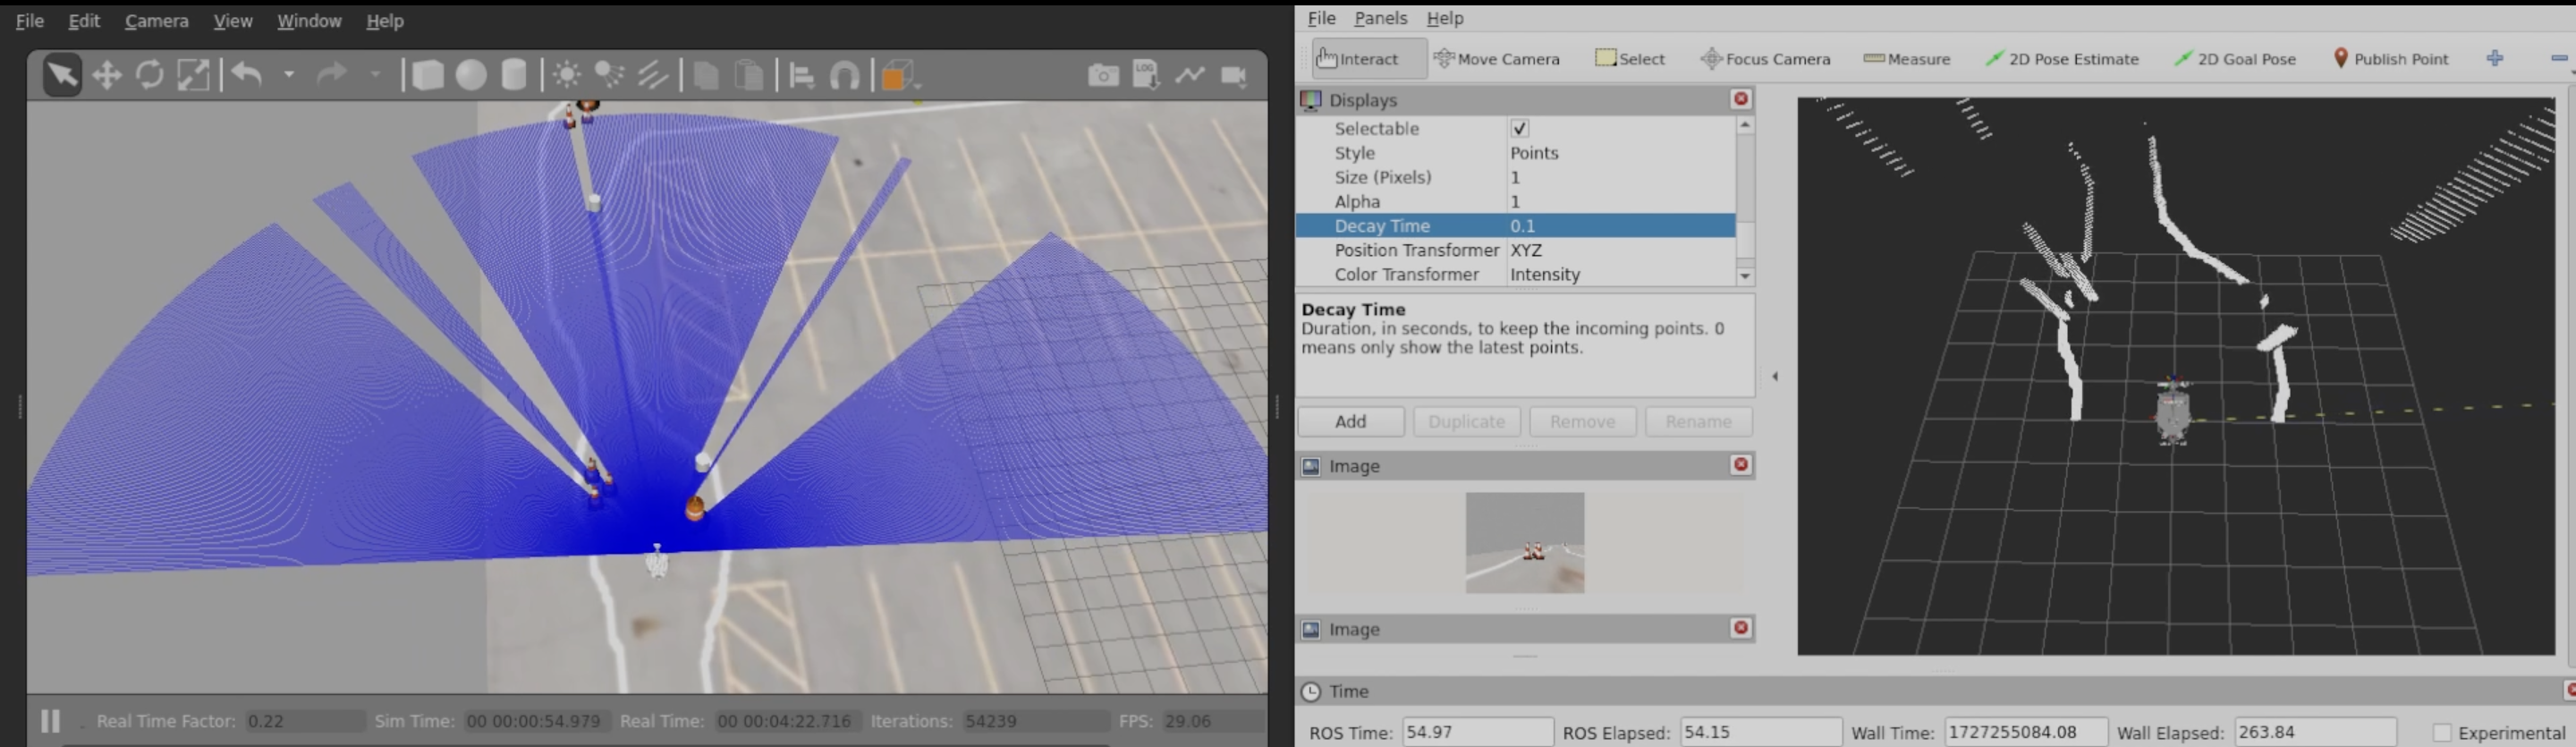 File Edit Camera View Window Help
LOG
Real Time Factor: 0.22 Sim Time: 00 00:00:54.979 Real Time: 00 00:04:22.716 Iterations: 54239 FPS: 29.06
File Panels Help
Interact Move Camera Select Focus Camera Measure 2D Pose Estimate 2D Goal Pose Publish Point
Displays
Selectable ✓
Style Points
Size (Pixels) 1
Alpha 1
Decay Time 0.1
Position Transformer XYZ
Color Transformer Intensity
Decay Time
Duration, in seconds, to keep the incoming points. 0
means only show the latest points.
Add Duplicate Remove Rename
Image
Image
Time
ROS Time: 54.97 ROS Elapsed: 54.15 Wall Time: 1727255084.08 Wall Elapsed: 263.84 Experimental